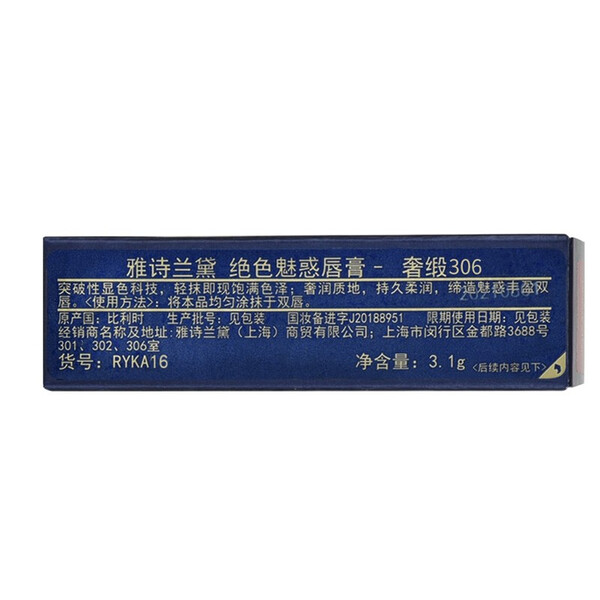 雅诗兰黛 绝色魅惑唇膏 - 奢缎306
突破性显色科技，轻抹即现饱满色泽；奢润质地，持久柔润，缔造魅惑丰盈双
唇。<使用方法>：将本品均匀涂抹于双唇。
原产国：比利时 生产批号：见包装 国妆备进字J20188951 限期使用日期：见包装
经销商名称及地址：雅诗兰黛（上海）商贸有限公司；上海市闵行区金都路3688号
301、302、306室
货号：RYKA16 净含量：3.1g <后续内容见下>